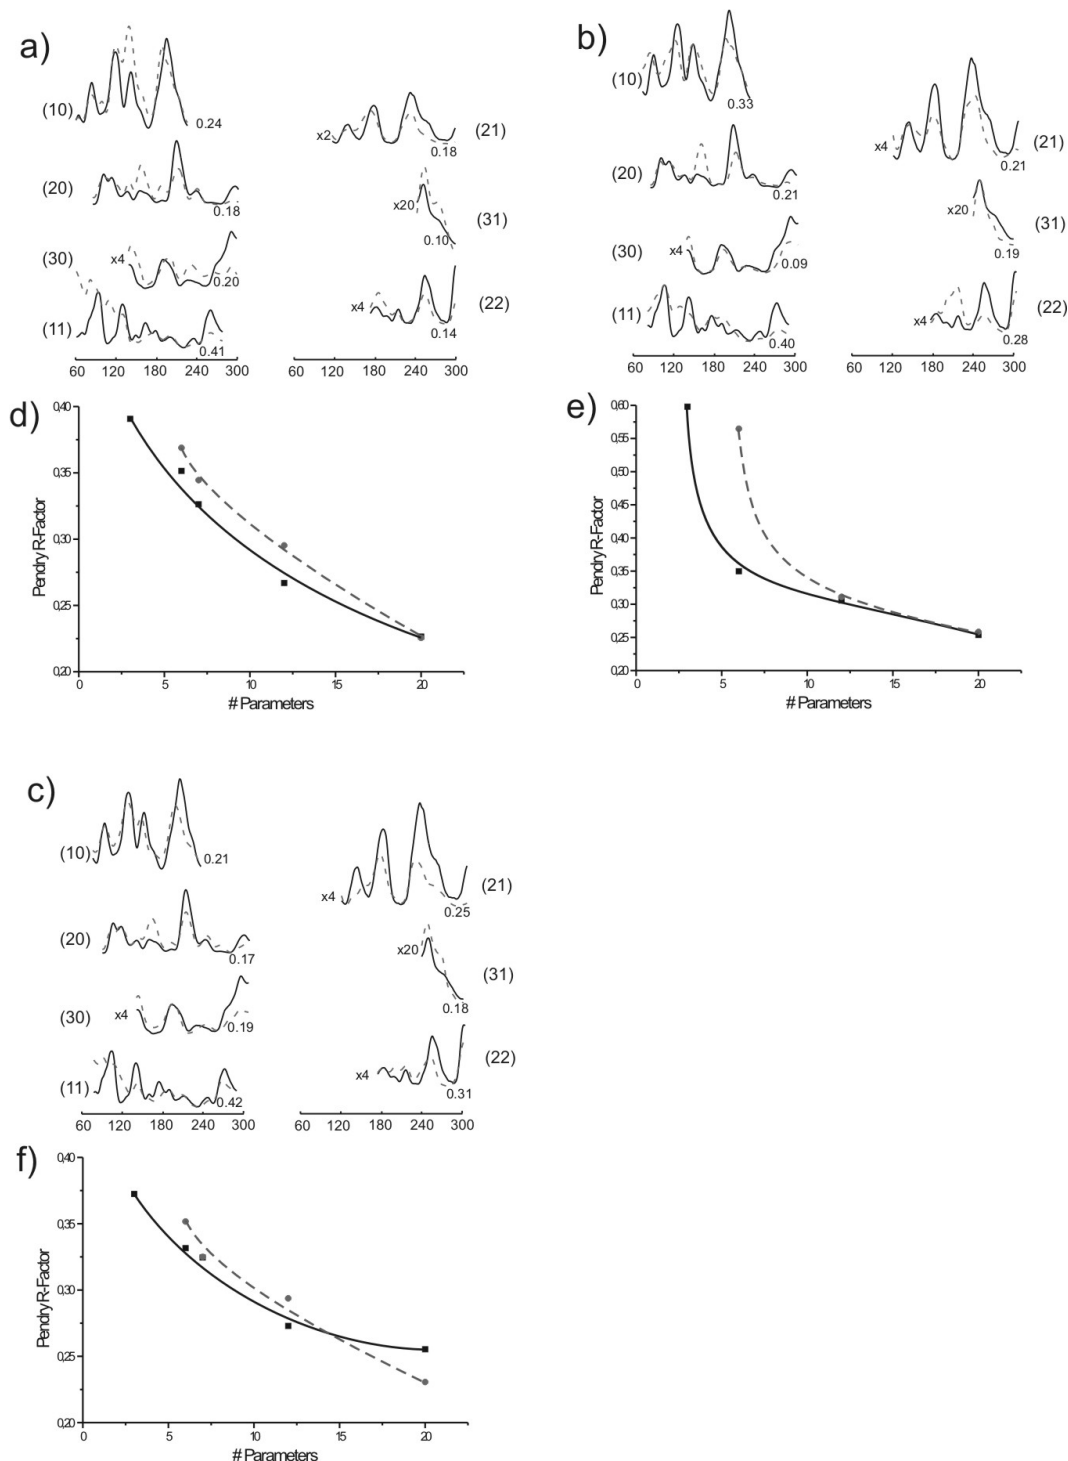 a)
(10)
0.24
(20)
0.18
(30)
x4
0.20
(11)
0.41
60 120 180 240 300
x2
(21)
0.18
x20
(31)
0.10
x4
(22)
0.14
60 120 180 240 300
b)
(10)
0.33
(20)
0.21
(30)
x4
0.09
(11)
0.40
60 120 180 240 300
x4
(21)
0.21
x20
(31)
0.19
x4
(22)
0.28
60 120 180 240 300
d)
Pendry R-Factor
0,40
0,35
0,30
0,25
0,20
0 5 10 15 20
# Parameters
e)
Pendry R-Factor
0,60
0,55
0,50
0,45
0,40
0,35
0,30
0,25
0,20
0 5 10 15 20
# Parameters
c)
(10)
0.21
(20)
0.17
(30)
x4
0.19
(11)
0.42
60 120 180 240 300
x4
(21)
0.25
x20
(31)
0.18
x4
(22)
0.31
60 120 180 240 300
f)
Pendry R-Factor
0,40
0,35
0,30
0,25
0,20
0 5 10 15 20
# Parameters